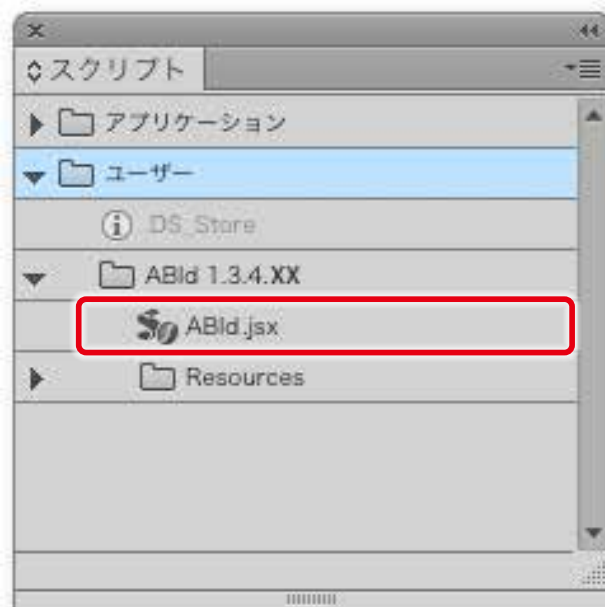 スクリプト
アプリケーション
ユーザー
DS_Store
ABId 1.3.4.XX
ABId.jsx
Resources